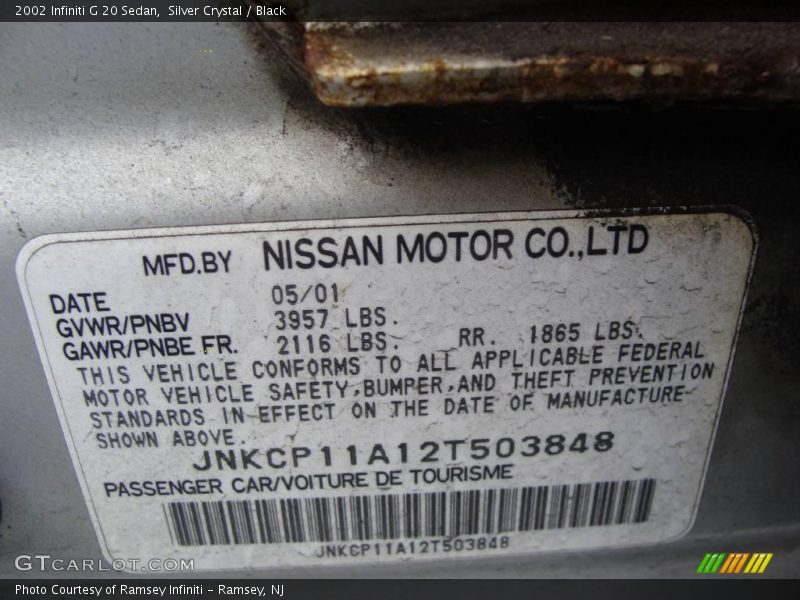 2002 Infiniti G 20 Sedan, Silver Crystal / Black
MFD.BY NISSAN MOTOR CO.,LTD
DATE 05/01
GVWR/PNBV 3957 LBS.
GAWR/PNBE FR. 2116 LBS. RR. 1865 LBS.
THIS VEHICLE CONFORMS TO ALL APPLICABLE FEDERAL
MOTOR VEHICLE SAFETY,BUMPER,AND THEFT PREVENTION
STANDARDS IN EFFECT ON THE DATE OF MANUFACTURE
SHOWN ABOVE.
JNKCP11A12T503848
PASSENGER CAR/VOITURE DE TOURISME
JNKCP11A12T503848
GTCARLOT.COM
Photo Courtesy of Ramsey Infiniti – Ramsey, NJ